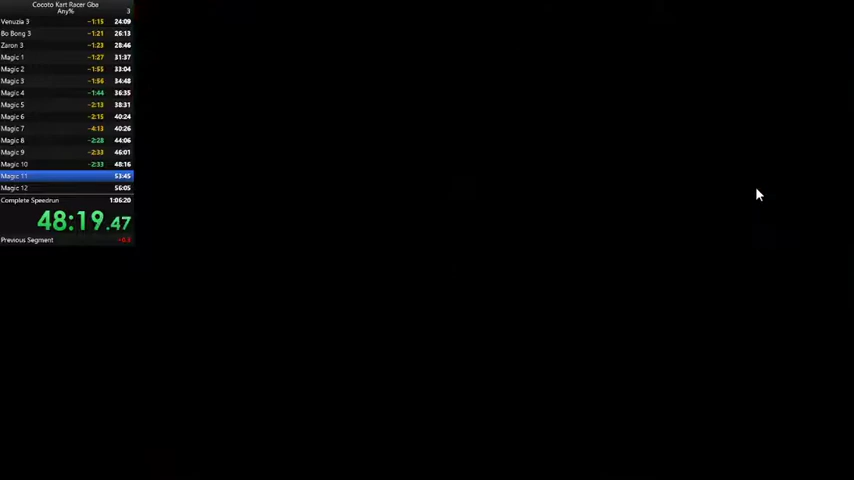 Cocoto Kart Racer Gba
Any% 3
Venuzia 3 -1:15 24:09
Bo Bong 3 -1:21 26:13
Zaron 3 -1:23 28:46
Magic 1 -1:27 31:37
Magic 2 -1:55 33:04
Magic 3 -1:56 34:48
Magic 4 -1:44 36:35
Magic 5 -2:13 38:31
Magic 6 -2:15 40:24
Magic 7 -4:13 40:26
Magic 8 -2:28 44:06
Magic 9 -2:33 46:01
Magic 10 -2:33 48:16
Magic 11 53:45
Magic 12 56:05
Complete Speedrun 1:06:20
48:19.47
Previous Segment